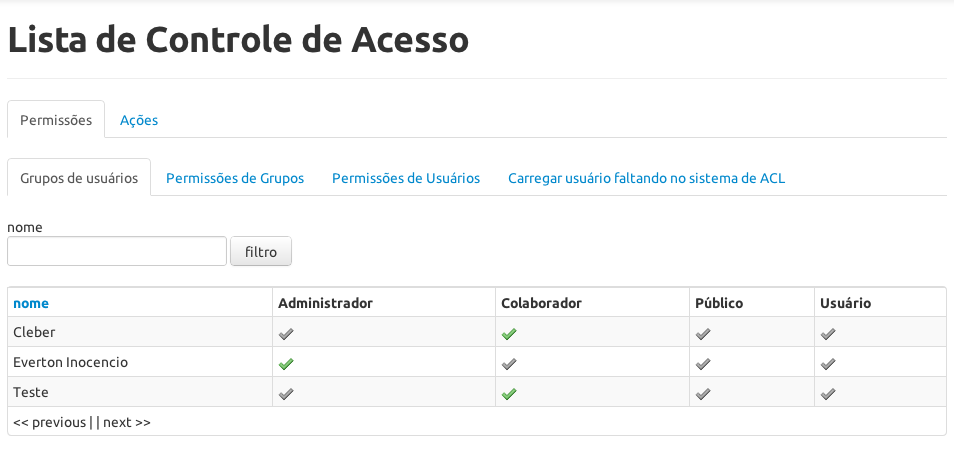 Lista de Controle de Acesso
Permissões Ações
Grupos de usuários Permissões de Grupos Permissões de Usuários Carregar usuário faltando no sistema de ACL
nome
filtro
nome Administrador Colaborador Público Usuário
Cleber
Everton Inocencio
Teste
<< previous | | next >>